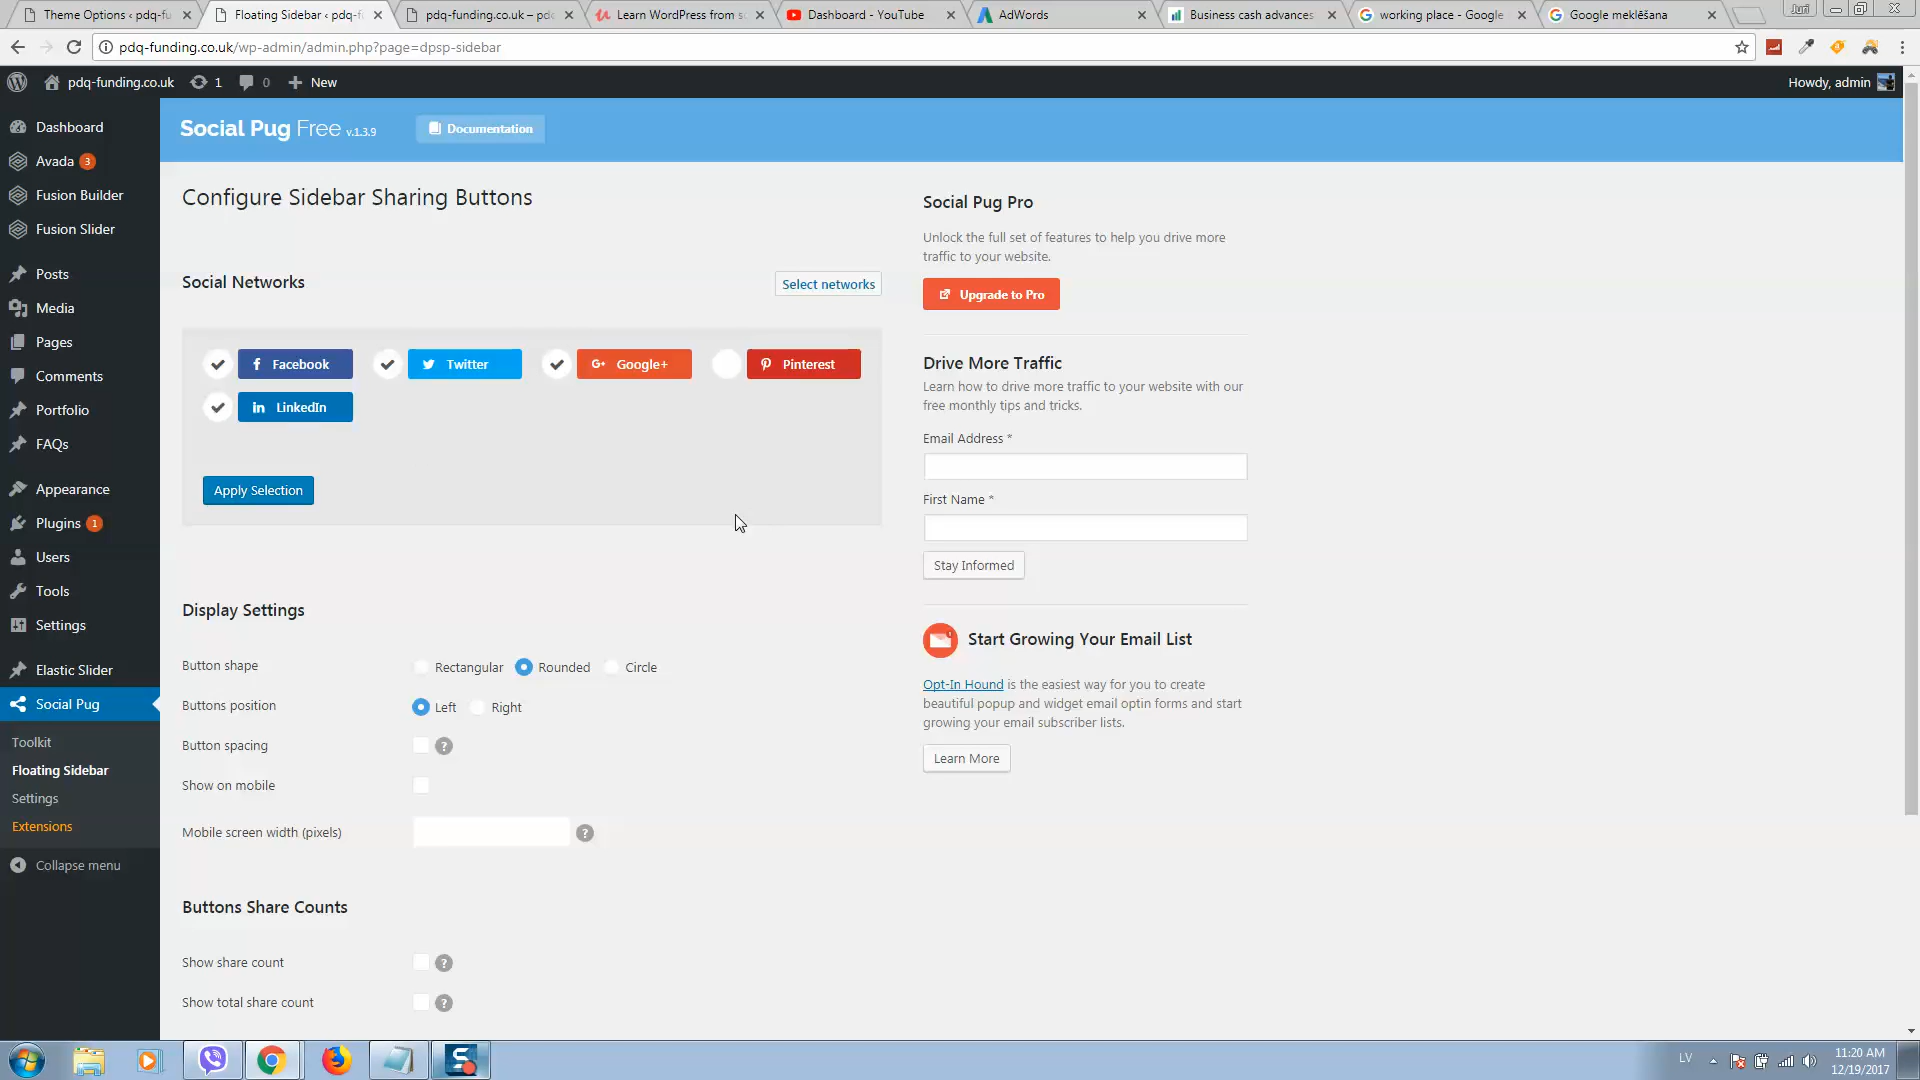 Theme Options ‹ pdq-fu
Floating Sidebar ‹ pdq-f
pdq-funding.co.uk – pd
Learn WordPress from s
Dashboard - YouTube
AdWords
Business cash advances
working place - Google
Google meklēšana
Juri
pdq-funding.co.uk/wp-admin/admin.php?page=dpsp-sidebar
pdq-funding.co.uk
1
0
New
Howdy, admin
Social Pug Free v.1.3.9
Documentation
Dashboard
Avada 3
Fusion Builder
Fusion Slider
Posts
Media
Pages
Comments
Portfolio
FAQs
Appearance
Plugins 1
Users
Tools
Settings
Elastic Slider
Social Pug
Toolkit
Floating Sidebar
Settings
Extensions
Collapse menu
Configure Sidebar Sharing Buttons
Social Networks
Select networks
Facebook
Twitter
Google+
Pinterest
LinkedIn
Apply Selection
Display Settings
Button shape
Rectangular
Rounded
Circle
Buttons position
Left
Right
Button spacing
?
Show on mobile
Mobile screen width (pixels)
?
Buttons Share Counts
Show share count
?
Show total share count
?
Social Pug Pro
Unlock the full set of features to help you drive more
traffic to your website.
Upgrade to Pro
Drive More Traffic
Learn how to drive more traffic to your website with our
free monthly tips and tricks.
Email Address *
First Name *
Stay Informed
Start Growing Your Email List
Opt-In Hound is the easiest way for you to create
beautiful popup and widget email optin forms and start
growing your email subscriber lists.
Learn More
LV
11:20 AM
12/19/2017